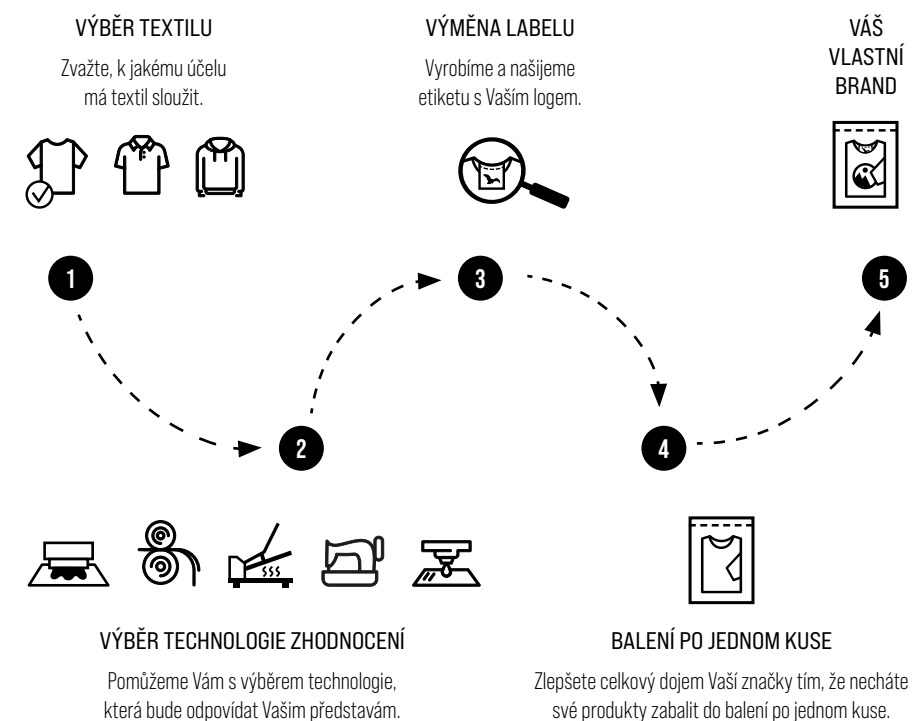 VÝBĚR TEXTILU
Zvažte, k jakému účelu
má textil sloužit.
1
VÝBĚR TECHNOLOGIE ZHODNOCENÍ
Pomůžeme Vám s výběrem technologie,
která bude odpovídat Vašim představám.
2
VÝMĚNA LABELU
Vyrobíme a našijeme
etiketu s Vaším logem.
3
BALENÍ PO JEDNOM KUSE
Zlepšete celkový dojem Vaší značky tím, že necháte
své produkty zabalit do balení po jednom kuse.
4
VÁŠ
VLASTNÍ
BRAND
5